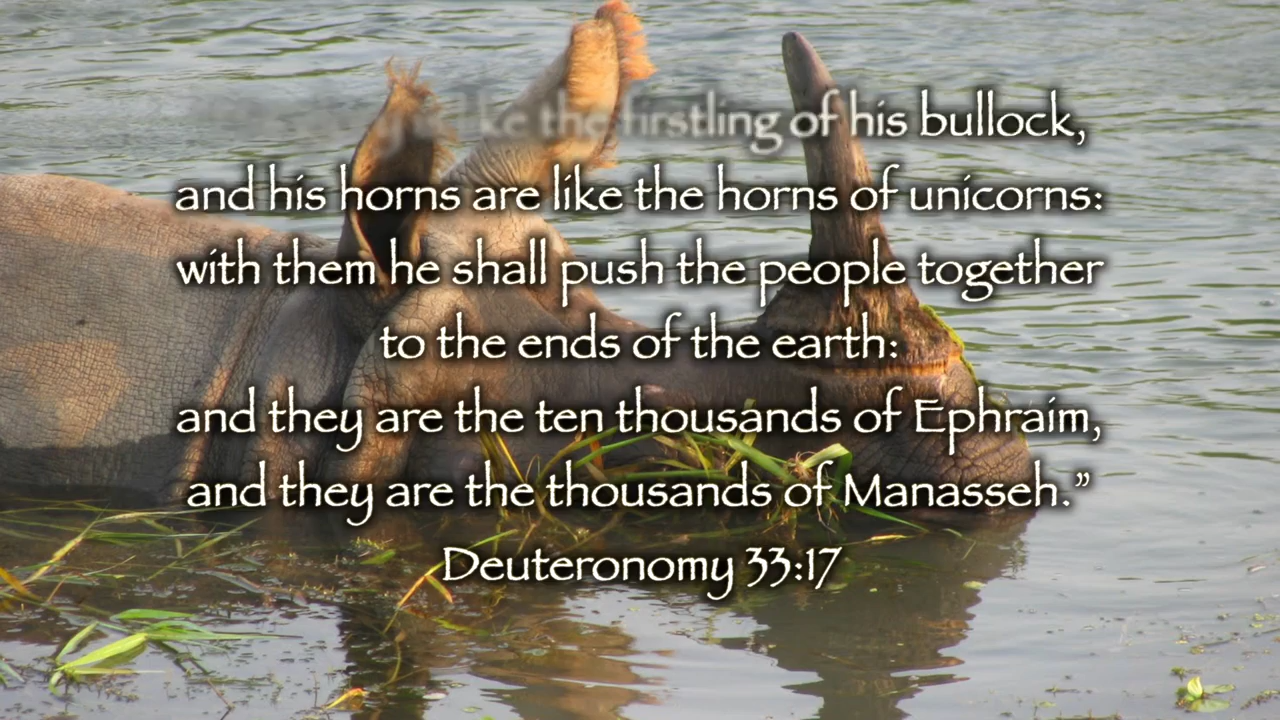 like the firstling of his bullock,
and his horns are like the horns of unicorns:
with them he shall push the people together
to the ends of the earth:
and they are the ten thousands of Ephraim,
and they are the thousands of Manasseh.”
Deuteronomy 33:17